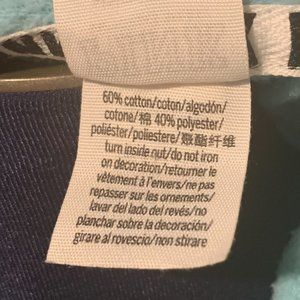 60% cotton/coton/algodón/
cotone/棉 40% polyester/
poliéster/poliestere/聚酯纤维
turn inside out/do not iron
on decoration/retourner le
vêtement à l'envers/ne pas
repasser sur les ornements/
lavar del lado del revés/no
planchar sobre la decoración/
girare al rovescio/non stirare